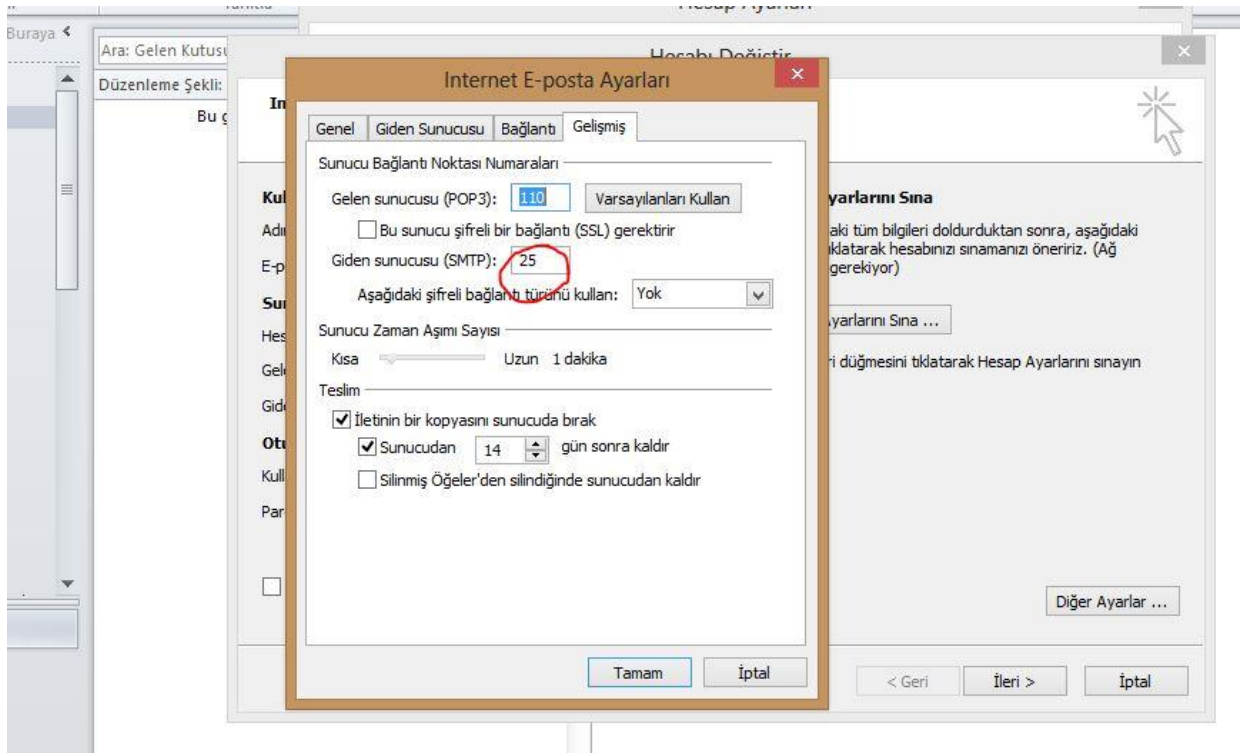 Hesap Ayarları
Buraya
Ara: Gelen Kutusu
Hesabı Değiştir
Düzenleme Şekli:
Internet E-posta Ayarları
Genel Giden Sunucusu Bağlantı Gelişmiş
Sunucu Bağlantı Noktası Numaraları
Gelen sunucusu (POP3): 110 Varsayılanları Kullan
Bu sunucu şifreli bir bağlantı (SSL) gerektirir
Giden sunucusu (SMTP): 25
Aşağıdaki şifreli bağlantı türünü kullan: Yok
Sunucu Zaman Aşımı Sayısı
Kısa Uzun 1 dakika
Teslim
İletinin bir kopyasını sunucuda bırak
Sunucudan 14 gün sonra kaldır
Silinmiş Öğeler'den silindiğinde sunucudan kaldır
Tamam İptal
yarlarını Sına
aki tüm bilgileri doldurduktan sonra, aşağıdaki
ıklatarak hesabınızı sınamanızı öneririz. (Ağ
gerekiyor)
yarlarını Sına ...
ri düğmesini tıklatarak Hesap Ayarlarını sınayın
Diğer Ayarlar ...
< Geri İleri > İptal